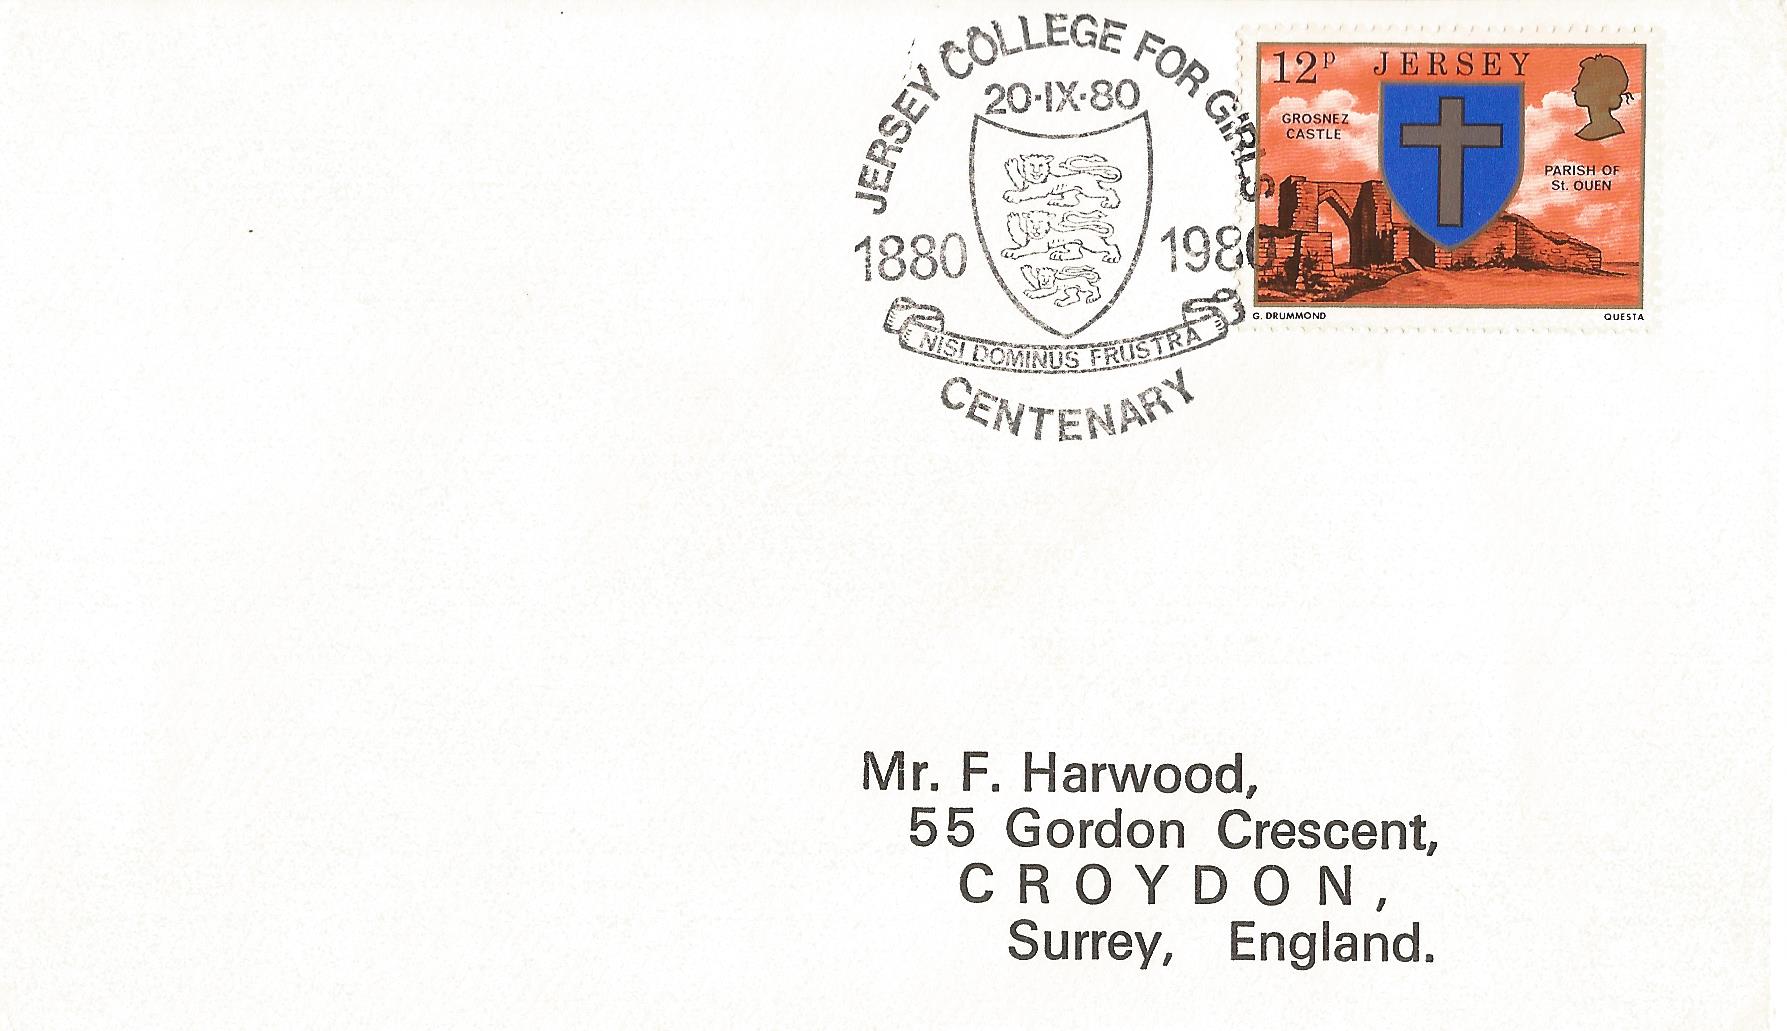 JERSEY COLLEGE FOR GIRLS
20·IX·80
1880 1980
NISI DOMINUS FRUSTRA
CENTENARY
12P JERSEY
GROSNEZ
CASTLE
PARISH OF
St. OUEN
G. DRUMMOND QUESTA
Mr. F. Harwood,
55 Gordon Crescent,
CROYDON,
Surrey, England.